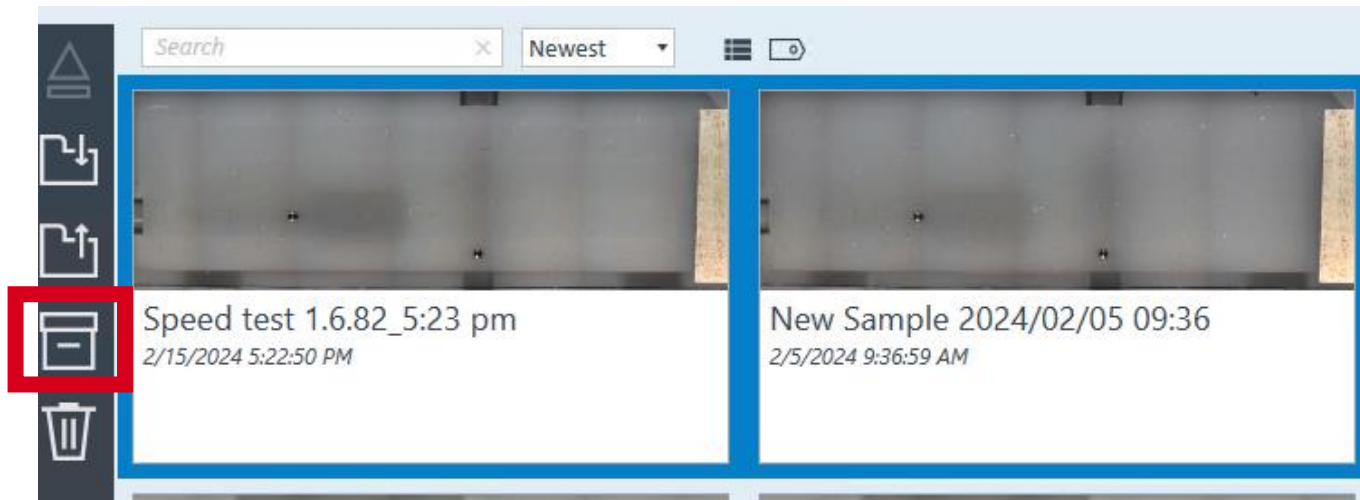 Search
Newest
Speed test 1.6.82_5:23 pm
2/15/2024 5:22:50 PM
New Sample 2024/02/05 09:36
2/5/2024 9:36:59 AM